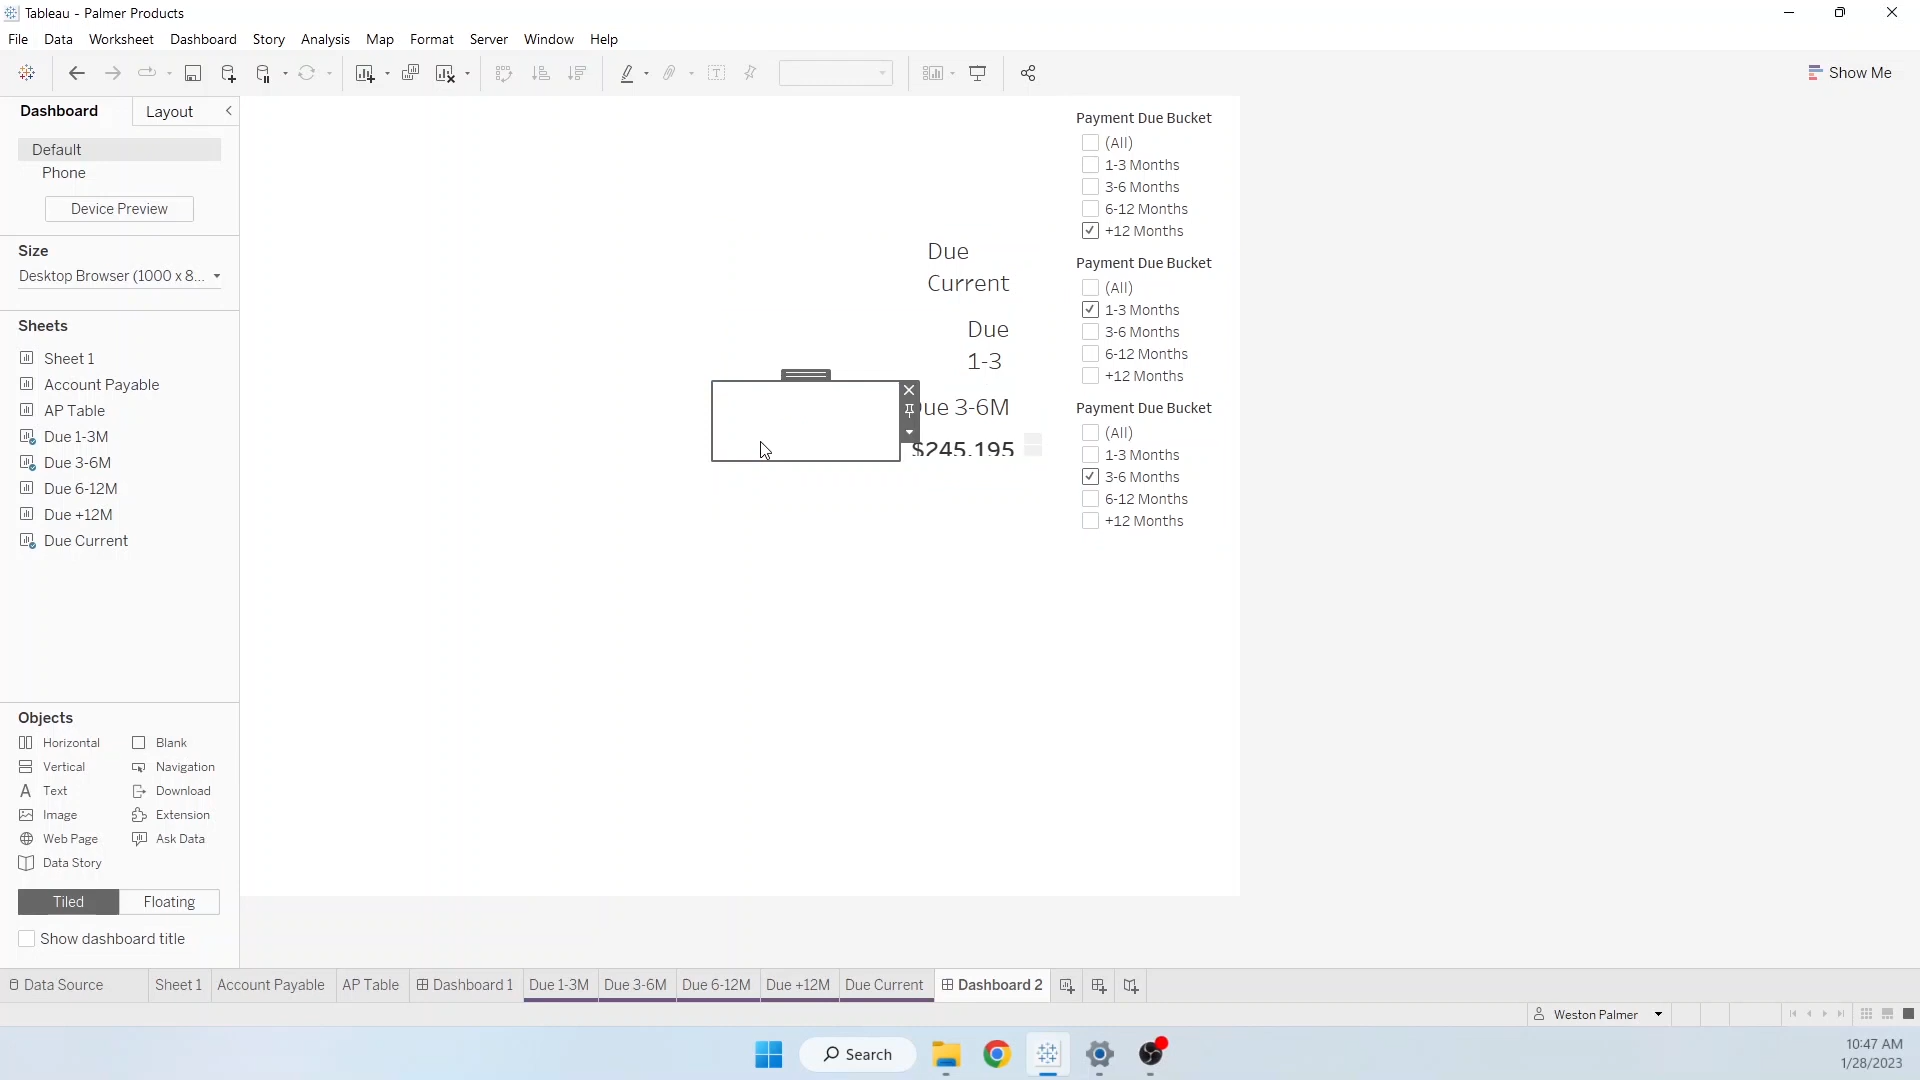 Tableau - Palmer Products
File Data Worksheet Dashboard Story Analysis Map Format Server Window Help
Show Me
Dashboard Layout
Default
Phone
Device Preview
Size
Desktop Browser (1000 x 8...
Sheets
Sheet 1
Account Payable
AP Table
Due 1-3M
Due 3-6M
Due 6-12M
Due +12M
Due Current
Objects
Horizontal Blank
Vertical Navigation
Text Download
Image Extension
Web Page Ask Data
Data Story
Tiled Floating
Show dashboard title
Due
Current
Due
1-3
ue 3-6M
$245,195
Payment Due Bucket
(All)
1-3 Months
3-6 Months
6-12 Months
+12 Months
Payment Due Bucket
(All)
1-3 Months
3-6 Months
6-12 Months
+12 Months
Payment Due Bucket
(All)
1-3 Months
3-6 Months
6-12 Months
+12 Months
Data Source Sheet 1 Account Payable AP Table Dashboard 1 Due 1-3M Due 3-6M Due 6-12M Due +12M Due Current Dashboard 2
Weston Palmer
Search
10:47 AM
1/28/2023